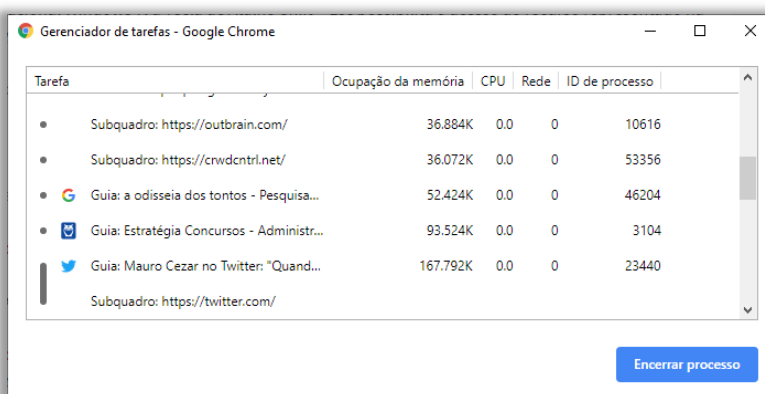 Gerenciador de tarefas - Google Chrome
Tarefa Ocupação da memória CPU Rede ID de processo
Subquadro: https://outbrain.com/ 36.884K 0.0 0 10616
Subquadro: https://crwdcntrl.net/ 36.072K 0.0 0 53356
Guia: a odisseia dos tontos - Pesquisa... 52.424K 0.0 0 46204
Guia: Estratégia Concursos - Administr... 93.524K 0.0 0 3104
Guia: Mauro Cezar no Twitter: "Quand... 167.792K 0.0 0 23440
Subquadro: https://twitter.com/
Encerrar processo